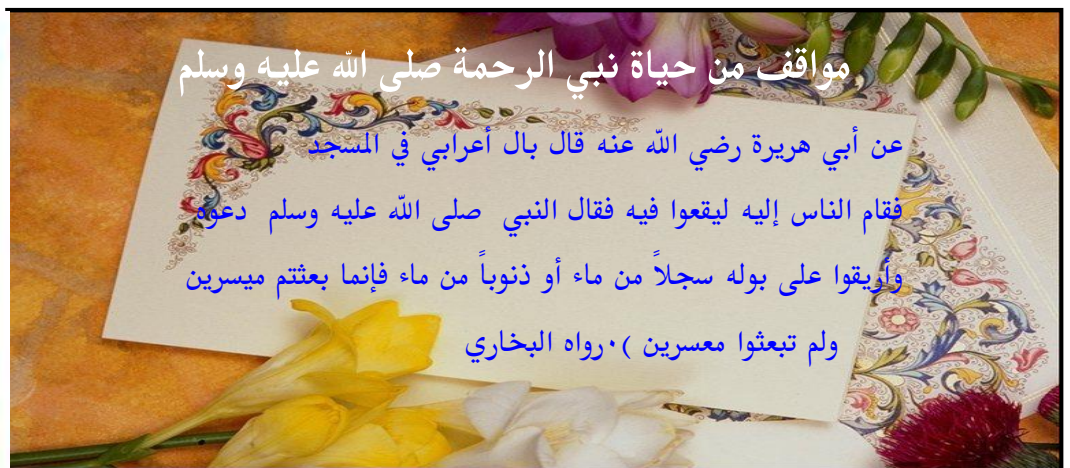 مواقف من حياة نبي الرحمة صلى الله عليه وسلم
عن أبي هريرة رضي الله عنه قال بال أعرابي في المسجد
فقام الناس إليه ليقعوا فيه فقال النبي صلى الله عليه وسلم دعوه
وأريقوا على بوله سجلاً من ماء أو ذنوباً من ماء فإنما بعثتم ميسرين
ولم تبعثوا معسرين )٠رواه البخاري